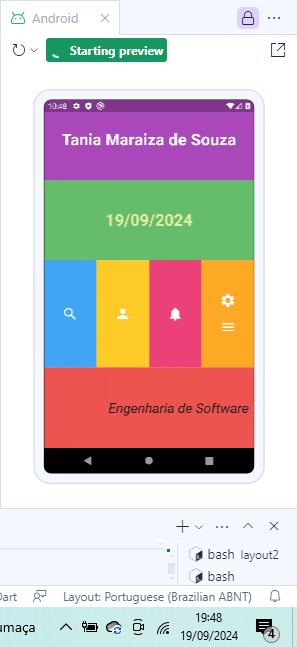 Android
Starting preview
10:48
Tania Maraiza de Souza
19/09/2024
Engenharia de Software
bash layout2
bash
Dart Layout: Portuguese (Brazilian ABNT)
umaça
19:48
19/09/2024
4